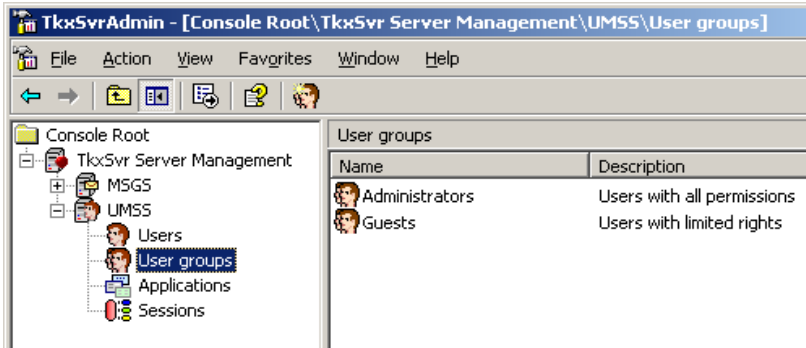 TkxSvrAdmin - [Console Root\TkxSvr Server Management\UMSS\User groups]
File Action View Favorites Window Help
Console Root
TkxSvr Server Management
MSGS
UMSS
Users
User groups
Applications
Sessions
User groups
Name Description
Administrators Users with all permissions
Guests Users with limited rights